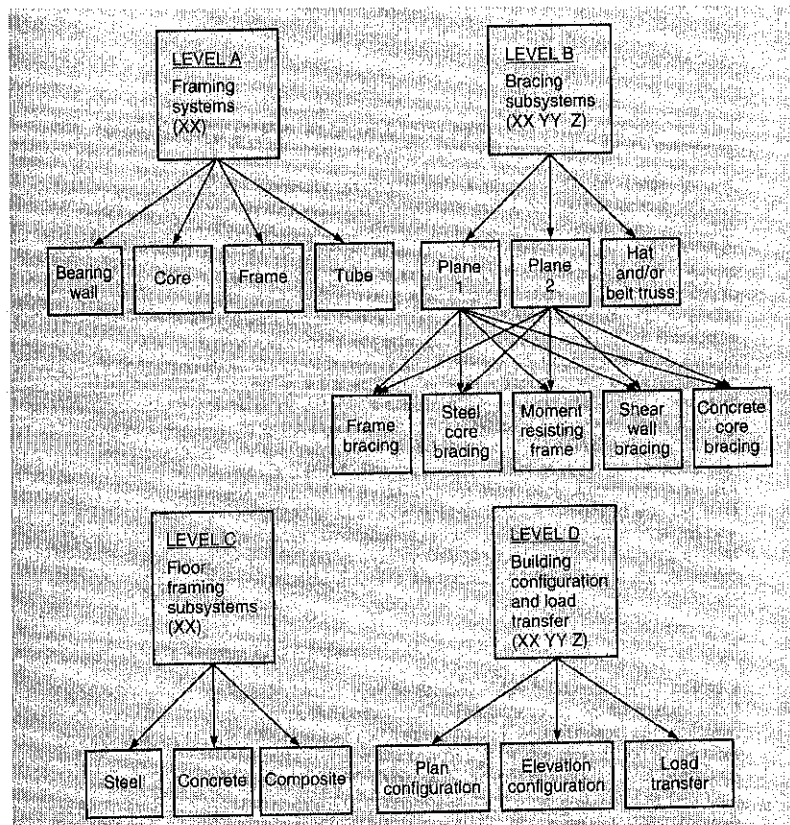 LEVEL A
Framing
systems
(XX)
LEVEL B
Bracing
subsystems
(XX YY Z)
Bearing
wall
Core
Frame
Tube
Plane
1
Plane
2
Hat
and/or
belt truss
Frame
bracing
Steel
core
bracing
Moment
resisting
frame
Shear
wall
bracing
Concrete
core
bracing
LEVEL C
Floor
framing
subsystems
(XX)
LEVEL D
Building
configuration
and load
transfer
(XX YY Z)
Steel
Concrete
Composite
Plan
configuration
Elevation
configuration
Load
transfer